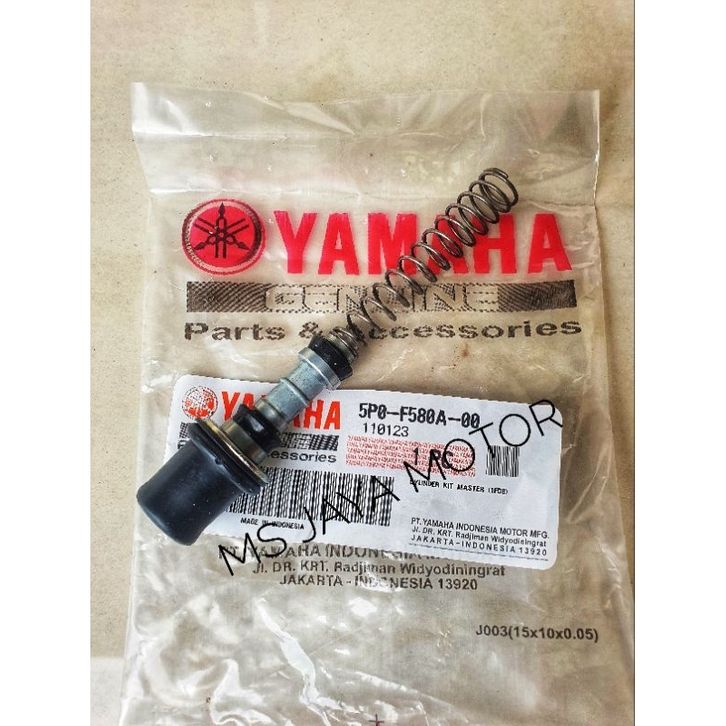 YAMAHA
GENUINE
Parts & Accessories
YAMAHA
5P0-F580A-00
110123
1 PC
CYLINDER KIT MASTER
MADE IN INDONESIA
PT.YAMAHA INDONESIA MOTOR MFG.
Jl. DR. KRT. Radjiman Widyodiningrat
JAKARTA-INDONESIA 13920
PT. YAMAHA INDONESIA
Jl. DR. KRT. Radjiman Widyodiningrat
JAKARTA - INDONESIA 13920
MS JAYA MOTOR
J003(15x10x0.05)